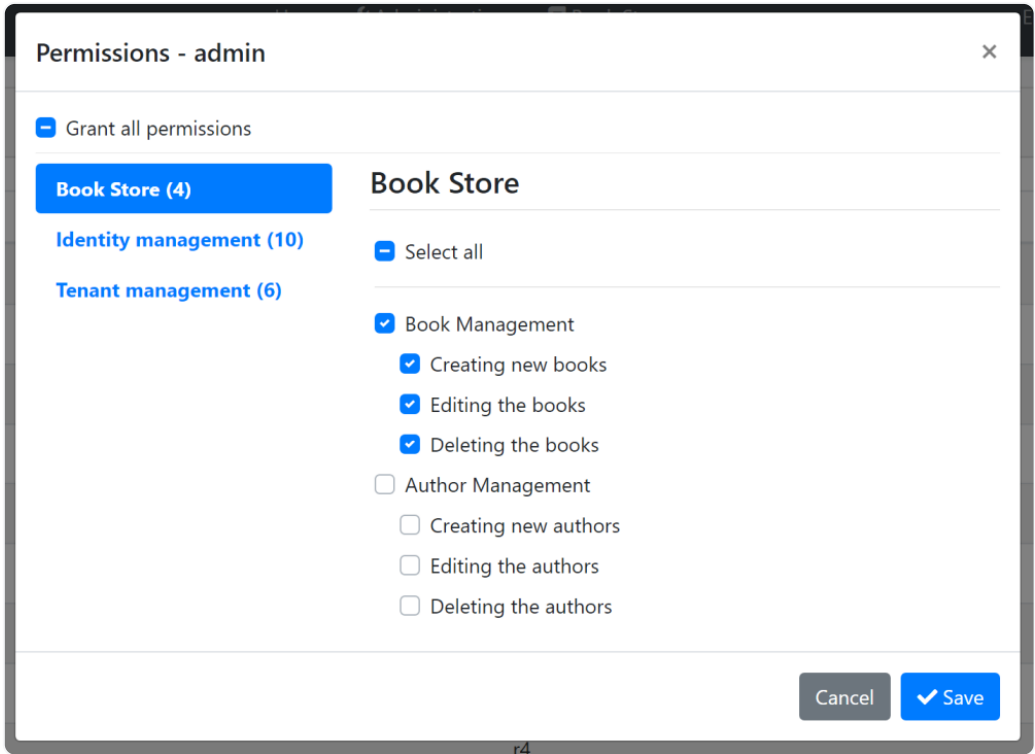 Permissions - admin
×
Grant all permissions
Book Store (4)
Identity management (10)
Tenant management (6)
Book Store
Select all
Book Management
Creating new books
Editing the books
Deleting the books
Author Management
Creating new authors
Editing the authors
Deleting the authors
Cancel
Save
r4